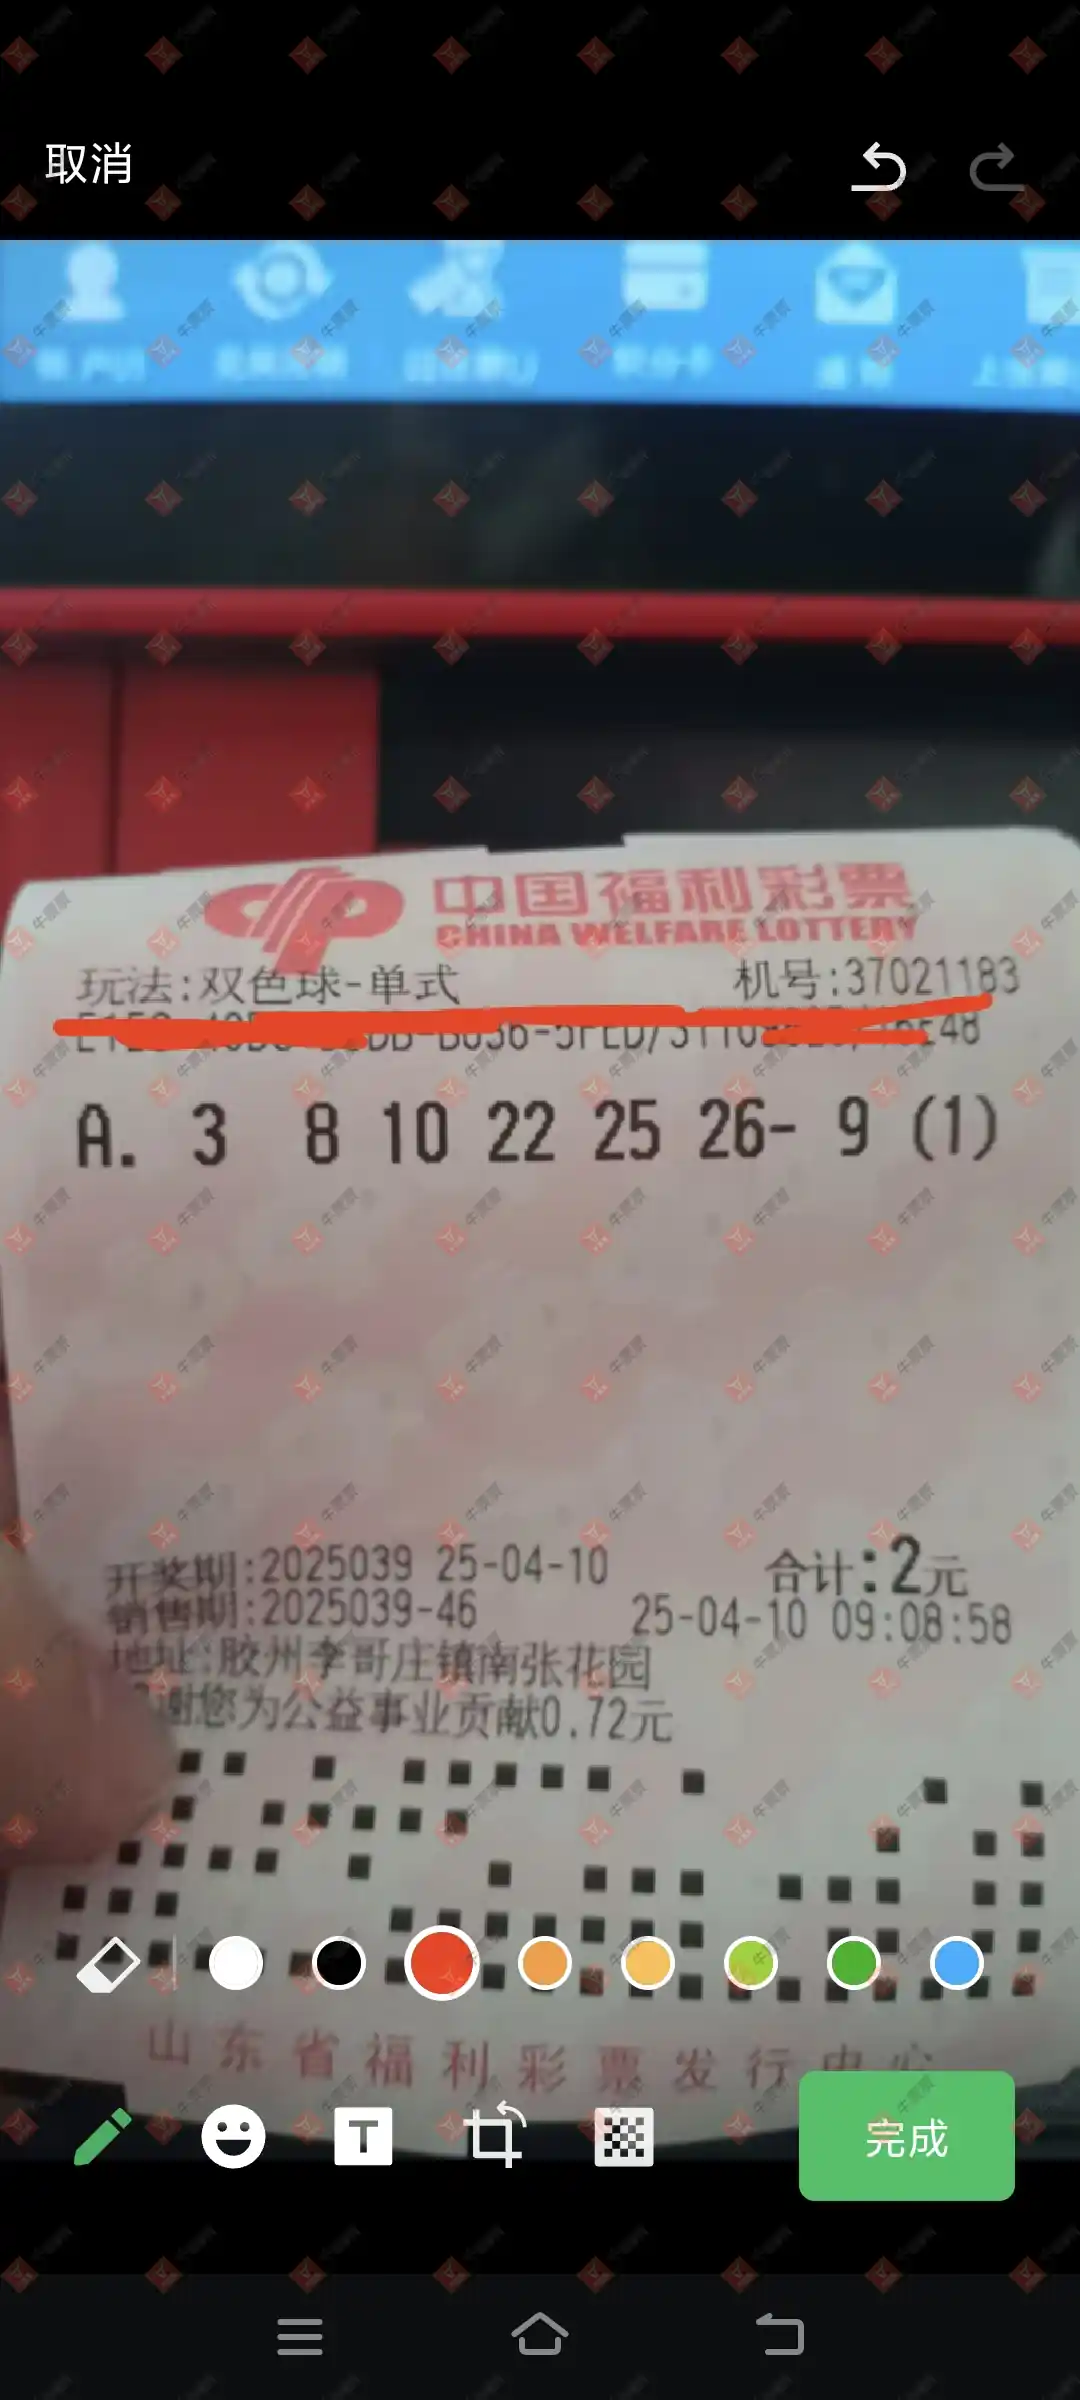 取消
中国福利彩票
CHINA WELFARE LOTTERY
玩法:双色球-单式 机号:37021183
A. 3 8 10 22 25 26- 9 (1)
开奖期:2025039 25-04-10 合计:2元
销售期:2025039-46 25-04-10 09:08:58
地址:胶州李哥庄镇南张花园
谢您为公益事业贡献0.72元
山东省福利彩票发行中心
T
完成